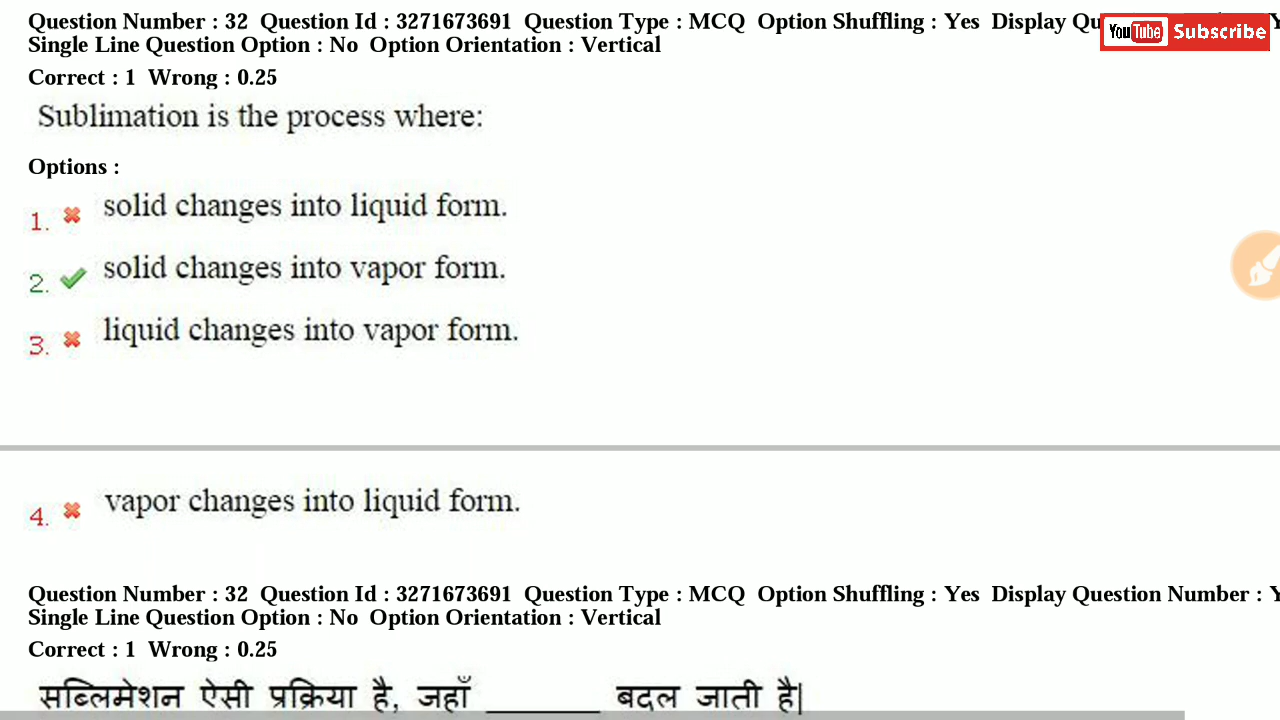 Question Number : 32 Question Id : 3271673691 Question Type : MCQ Option Shuffling : Yes Display
YouTube Subscribe
Single Line Question Option : No Option Orientation : Vertical
Correct : 1 Wrong : 0.25
Sublimation is the process where:
Options :
1. solid changes into liquid form.
2. solid changes into vapor form.
3. liquid changes into vapor form.
4. vapor changes into liquid form.
Question Number : 32 Question Id : 3271673691 Question Type : MCQ Option Shuffling : Yes Display Question Number :
Single Line Question Option : No Option Orientation : Vertical
Correct : 1 Wrong : 0.25
सब्लिमेशन ऐसी प्रक्रिया है, जहाँ ________ बदल जाती है|